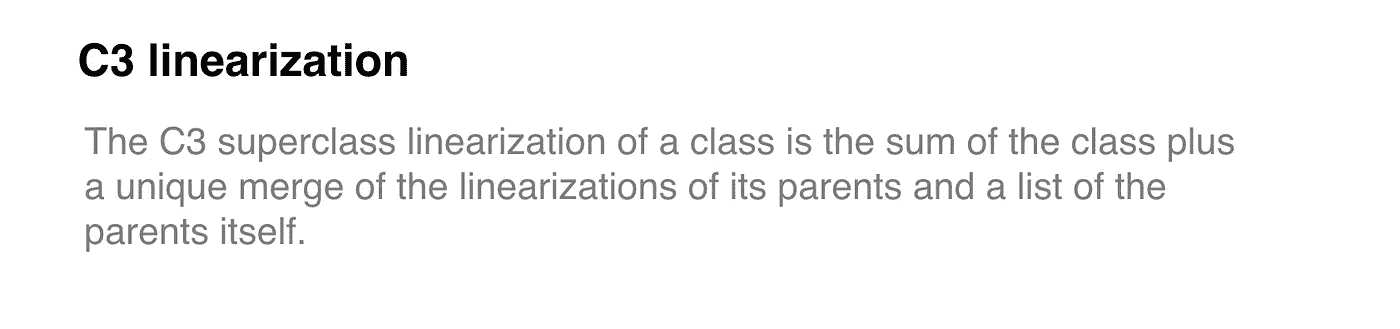 C3 linearization
The C3 superclass linearization of a class is the sum of the class plus
a unique merge of the linearizations of its parents and a list of the
parents itself.